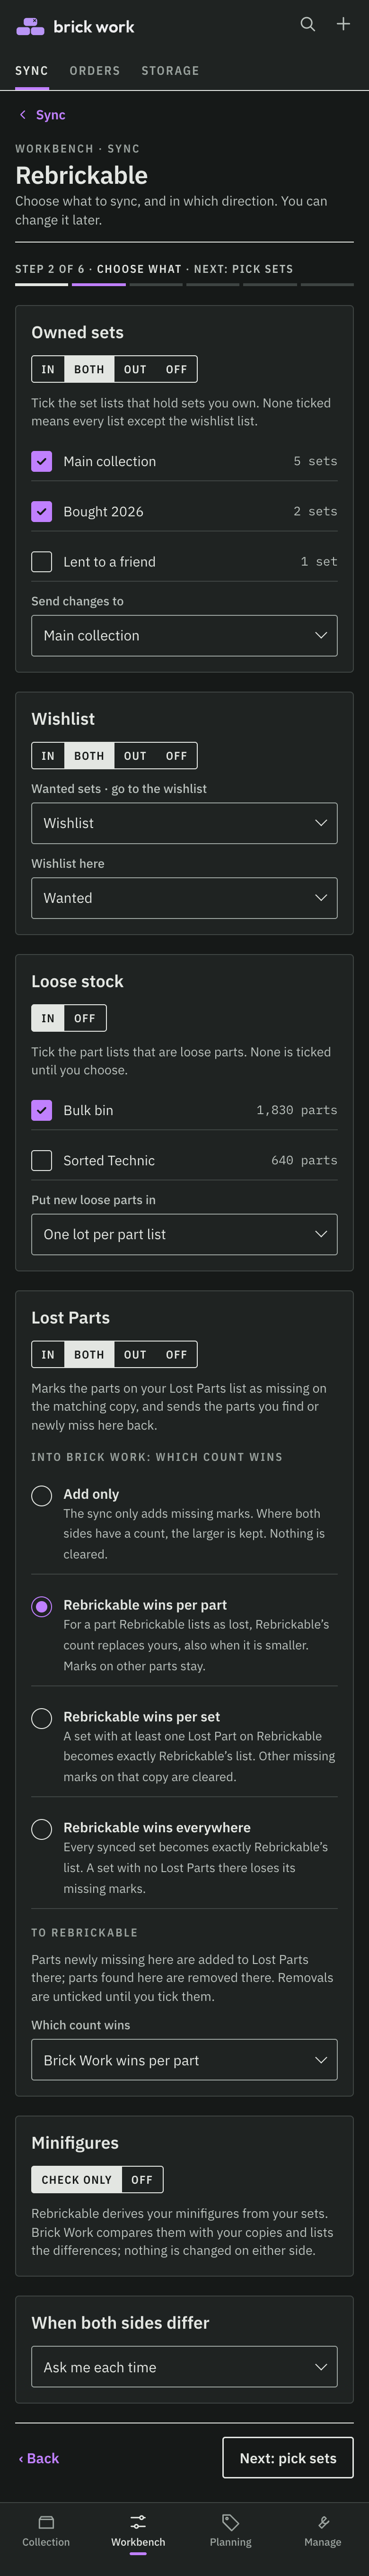 brick work
SYNC ORDERS STORAGE
Sync
WORKBENCH · SYNC
Rebrickable
Choose what to sync, and in which direction. You can
change it later.
STEP 2 OF 6 · CHOOSE WHAT · NEXT: PICK SETS
Owned sets
IN BOTH OUT OFF
Tick the set lists that hold sets you own. None ticked
means every list except the wishlist list.
Main collection 5 sets
Bought 2026 2 sets
Lent to a friend 1 set
Send changes to
Main collection
Wishlist
IN BOTH OUT OFF
Wanted sets · go to the wishlist
Wishlist
Wishlist here
Wanted
Loose stock
IN OFF
Tick the part lists that are loose parts. None is ticked
until you choose.
Bulk bin 1,830 parts
Sorted Technic 640 parts
Put new loose parts in
One lot per part list
Lost Parts
IN BOTH OUT OFF
Marks the parts on your Lost Parts list as missing on
the matching copy, and sends the parts you find or
newly miss here back.
INTO BRICK WORK: WHICH COUNT WINS
Add only
The sync only adds missing marks. Where both
sides have a count, the larger is kept. Nothing is
cleared.
Rebrickable wins per part
For a part Rebrickable lists as lost, Rebrickable's
count replaces yours, also when it is smaller.
Marks on other parts stay.
Rebrickable wins per set
A set with at least one Lost Part on Rebrickable
becomes exactly Rebrickable's list. Other missing
marks on that copy are cleared.
Rebrickable wins everywhere
Every synced set becomes exactly Rebrickable's
list. A set with no Lost Parts there loses its
missing marks.
TO REBRICKABLE
Parts newly missing here are added to Lost Parts
there; parts found here are removed there. Removals
are unticked until you tick them.
Which count wins
Brick Work wins per part
Minifigures
CHECK ONLY OFF
Rebrickable derives your minifigures from your sets.
Brick Work compares them with your copies and lists
the differences; nothing is changed on either side.
When both sides differ
Ask me each time
‹ Back Next: pick sets
Collection Workbench Planning Manage